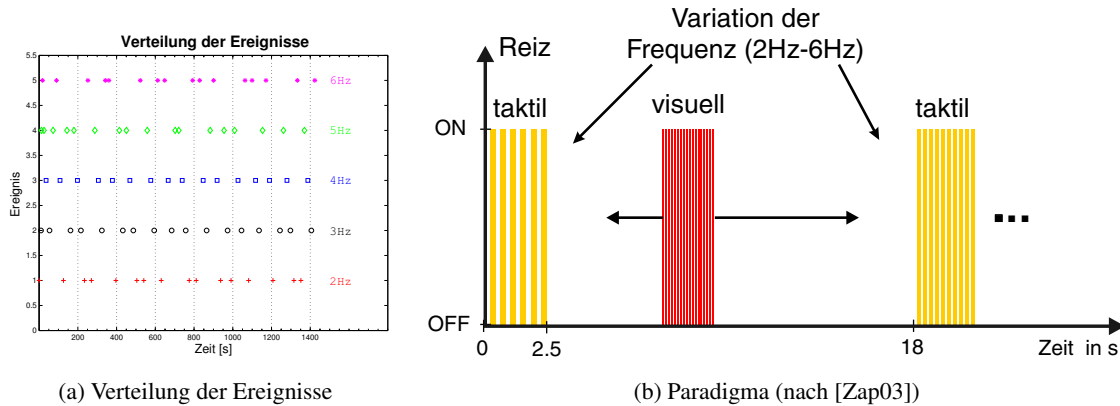 Verteilung der Ereignisse
5.5
5
4.5
4
3.5
3
2.5
2
1.5
1
0.5
0
Ereignis
6Hz
5Hz
4Hz
3Hz
2Hz
200 400 600 800 1000 1200 1400
Zeit [s]
(a) Verteilung der Ereignisse
Variation der
Frequenz (2Hz-6Hz)
Reiz
taktil visuell taktil
ON
OFF
0 2.5 18 Zeit in s
...
(b) Paradigma (nach [Zap03])